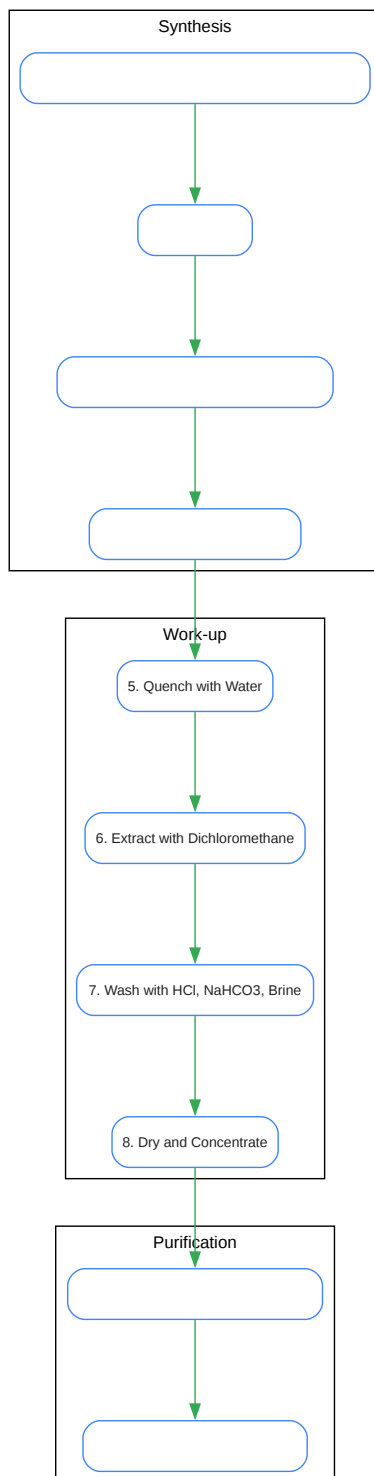 Synthesis
Work-up
5. Quench with Water
6. Extract with Dichloromethane
7. Wash with HCl, NaHCO3, Brine
8. Dry and Concentrate
Purification